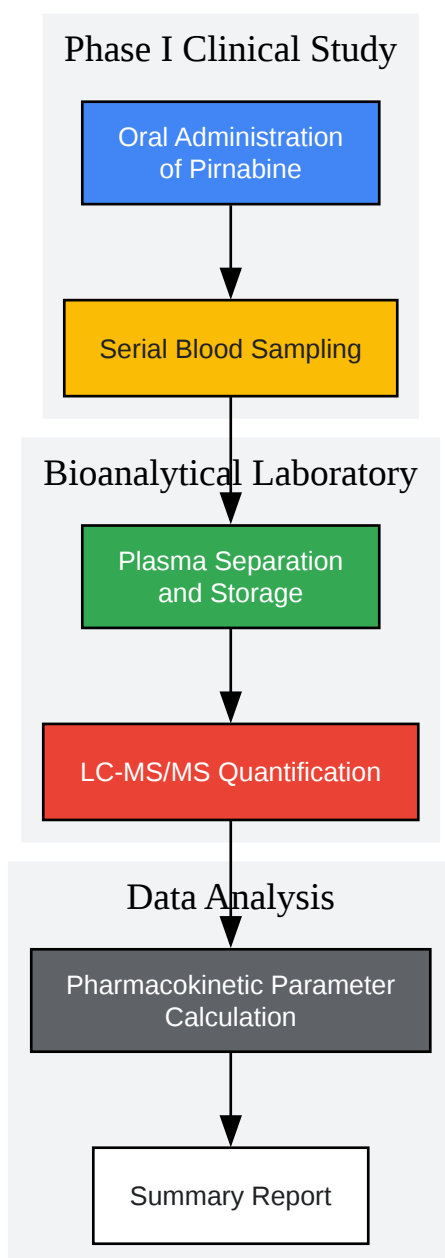 Phase I Clinical Study
Oral Administration
of Pirnabine
Serial Blood Sampling
Bioanalytical Laboratory
Plasma Separation
and Storage
LC-MS/MS Quantification
Data Analysis
Pharmacokinetic Parameter
Calculation
Summary Report